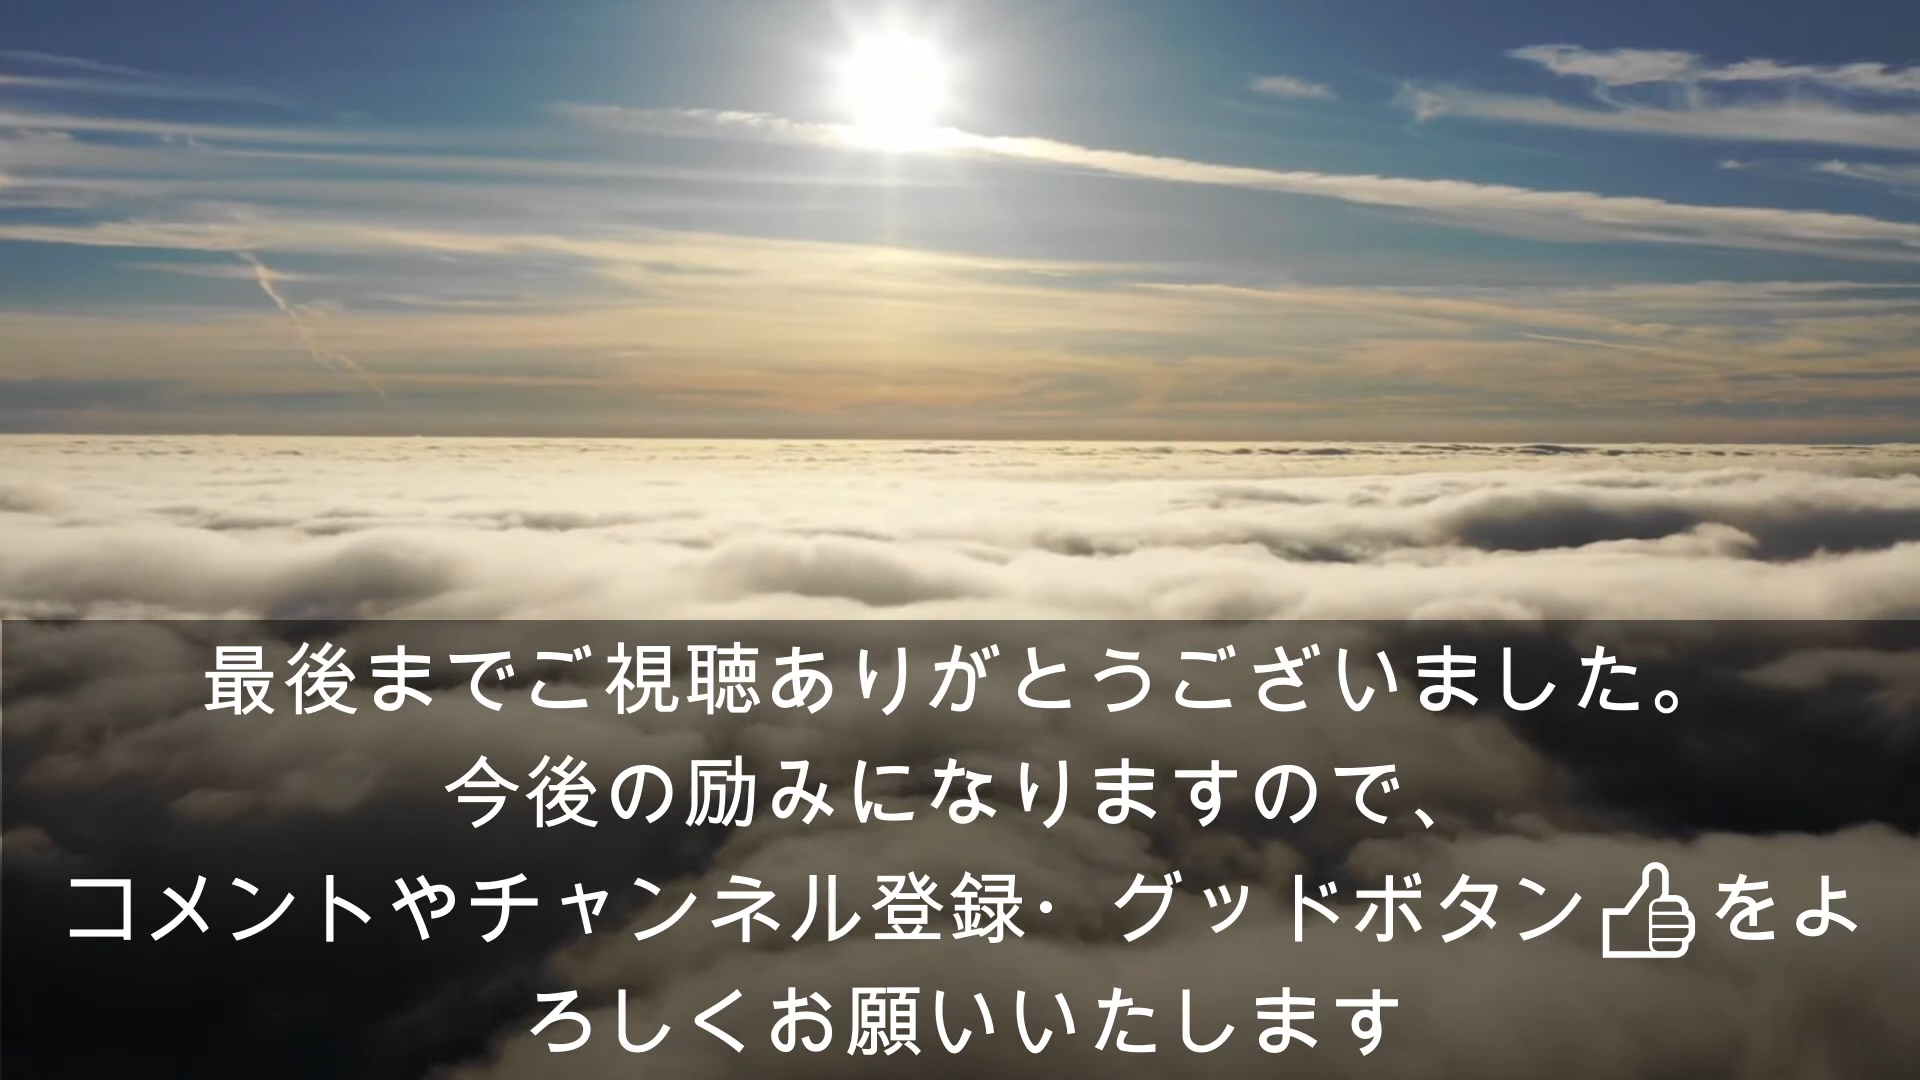 最後までご視聴ありがとうございました。
今後の励みになりますので、
コメントやチャンネル登録・グッドボタン👍をよ
ろしくお願いいたします